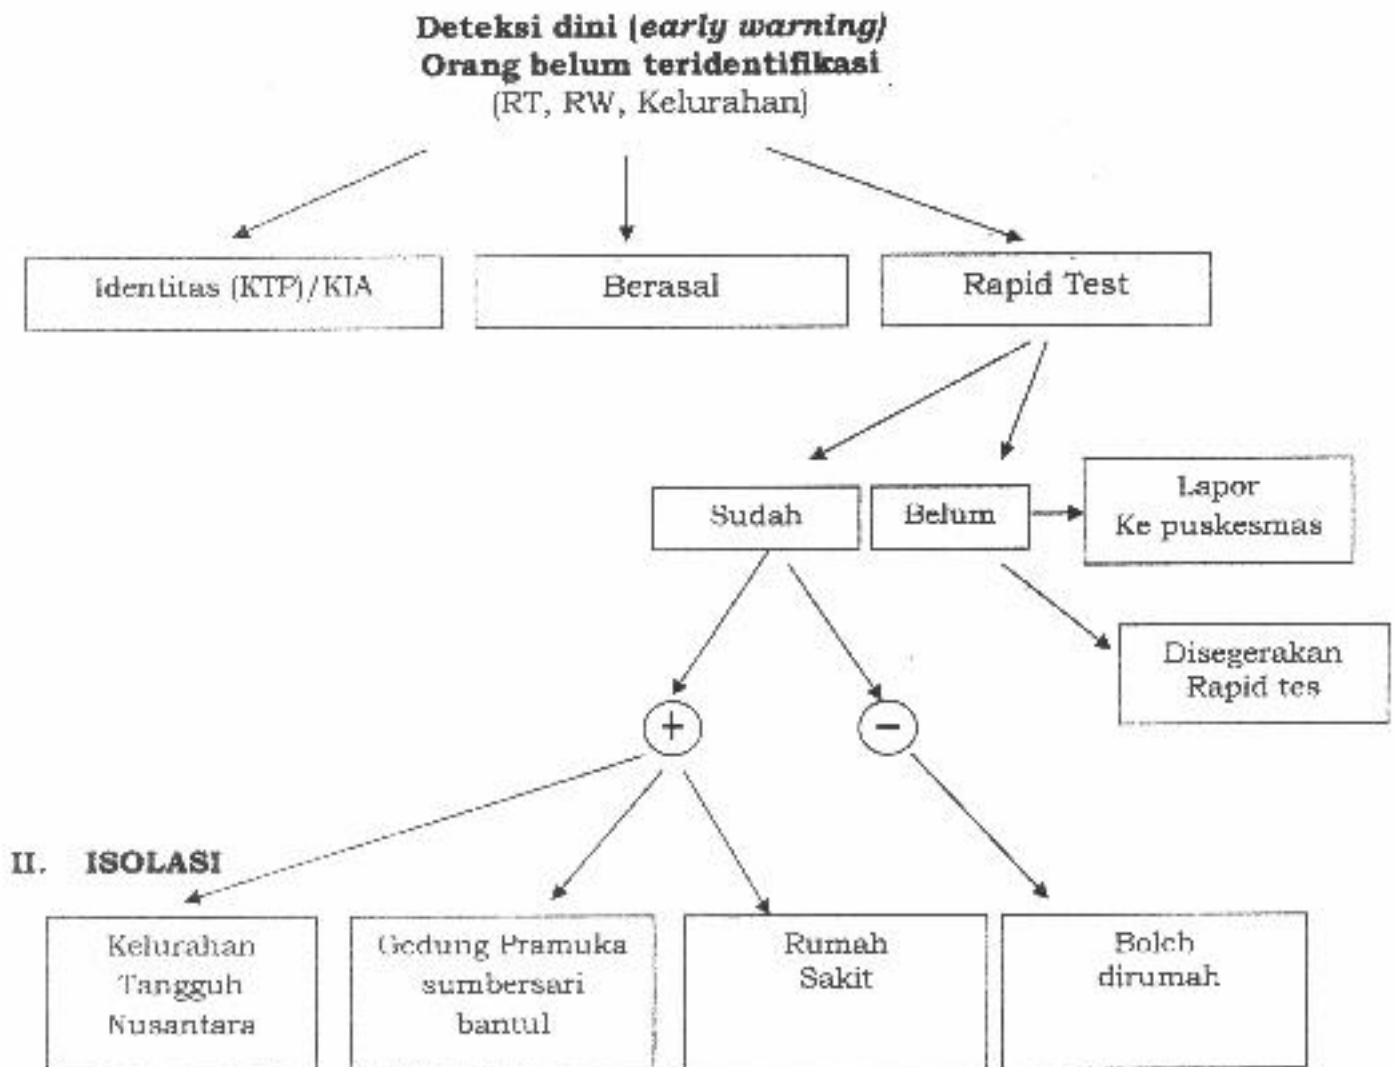 Deteksi dini (early warning)
Orang belum teridentifikasi
(RT, RW, Kelurahan)
Identitas (KTP)/KIA
Berasal
Rapid Test
Sudah
Belum
Lapor
Ke puskesmas
Disegerakan
Rapid tes
+
−
II. ISOLASI
Kelurahan
Tangguh
Nusantara
Gedung Pramuka
sumbersari
bantul
Rumah
Sakit
Boleh
dirumah